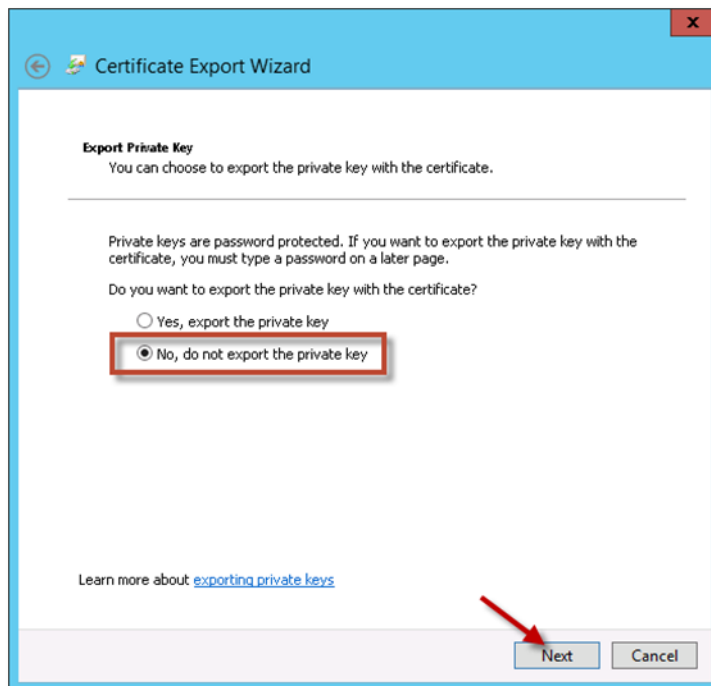 x
Certificate Export Wizard
Export Private Key
You can choose to export the private key with the certificate.
Private keys are password protected. If you want to export the private key with the
certificate, you must type a password on a later page.
Do you want to export the private key with the certificate?
Yes, export the private key
No, do not export the private key
Learn more about exporting private keys
Next Cancel